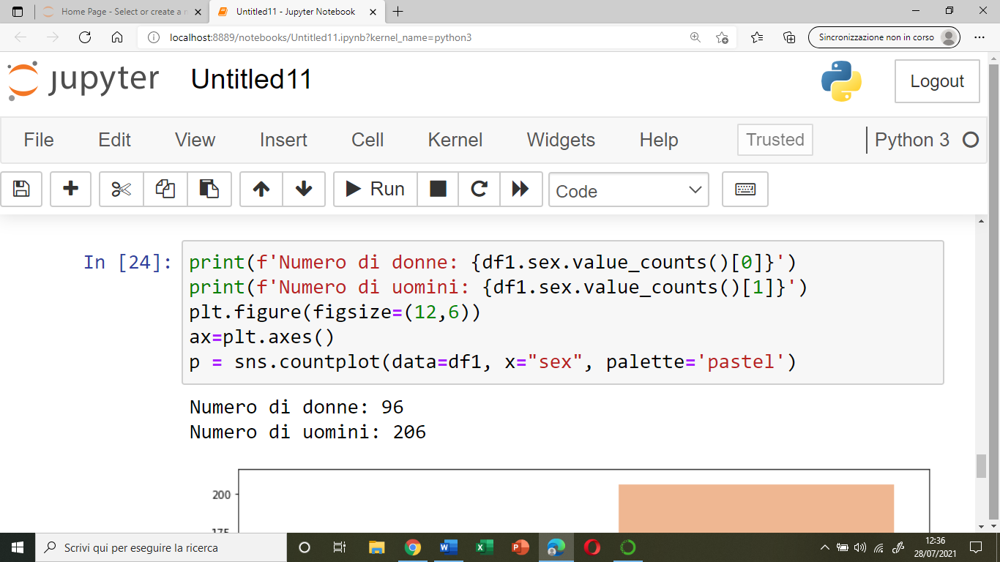 Home Page - Select or create a n
Untitled11 - Jupyter Notebook
localhost:8889/notebooks/Untitled11.ipynb?kernel_name=python3
Sincronizzazione non in corso
jupyter Untitled11
Logout
File Edit View Insert Cell Kernel Widgets Help Trusted Python 3
Run Code
In [24]: print(f'Numero di donne: {df1.sex.value_counts()[0]}')
print(f'Numero di uomini: {df1.sex.value_counts()[1]}')
plt.figure(figsize=(12,6))
ax=plt.axes()
p = sns.countplot(data=df1, x="sex", palette='pastel')
Numero di donne: 96
Numero di uomini: 206
200
175
Scrivi qui per eseguire la ricerca
12:36
28/07/2021